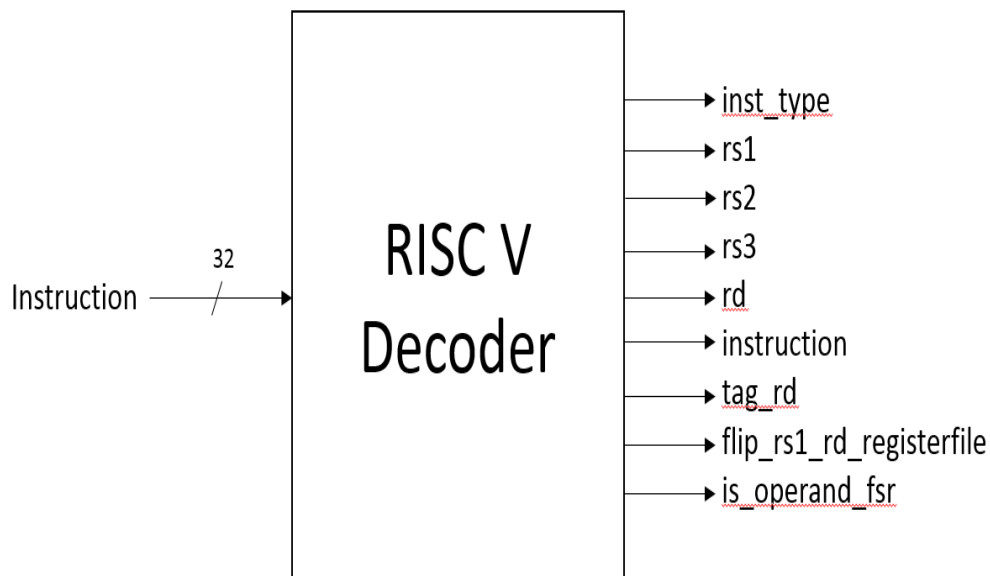 inst_type
rs1
rs2
rs3
rd
instruction
tag_rd
flip_rs1_rd_registerfile
is_operand_fsr
32
Instruction
RISC V
Decoder